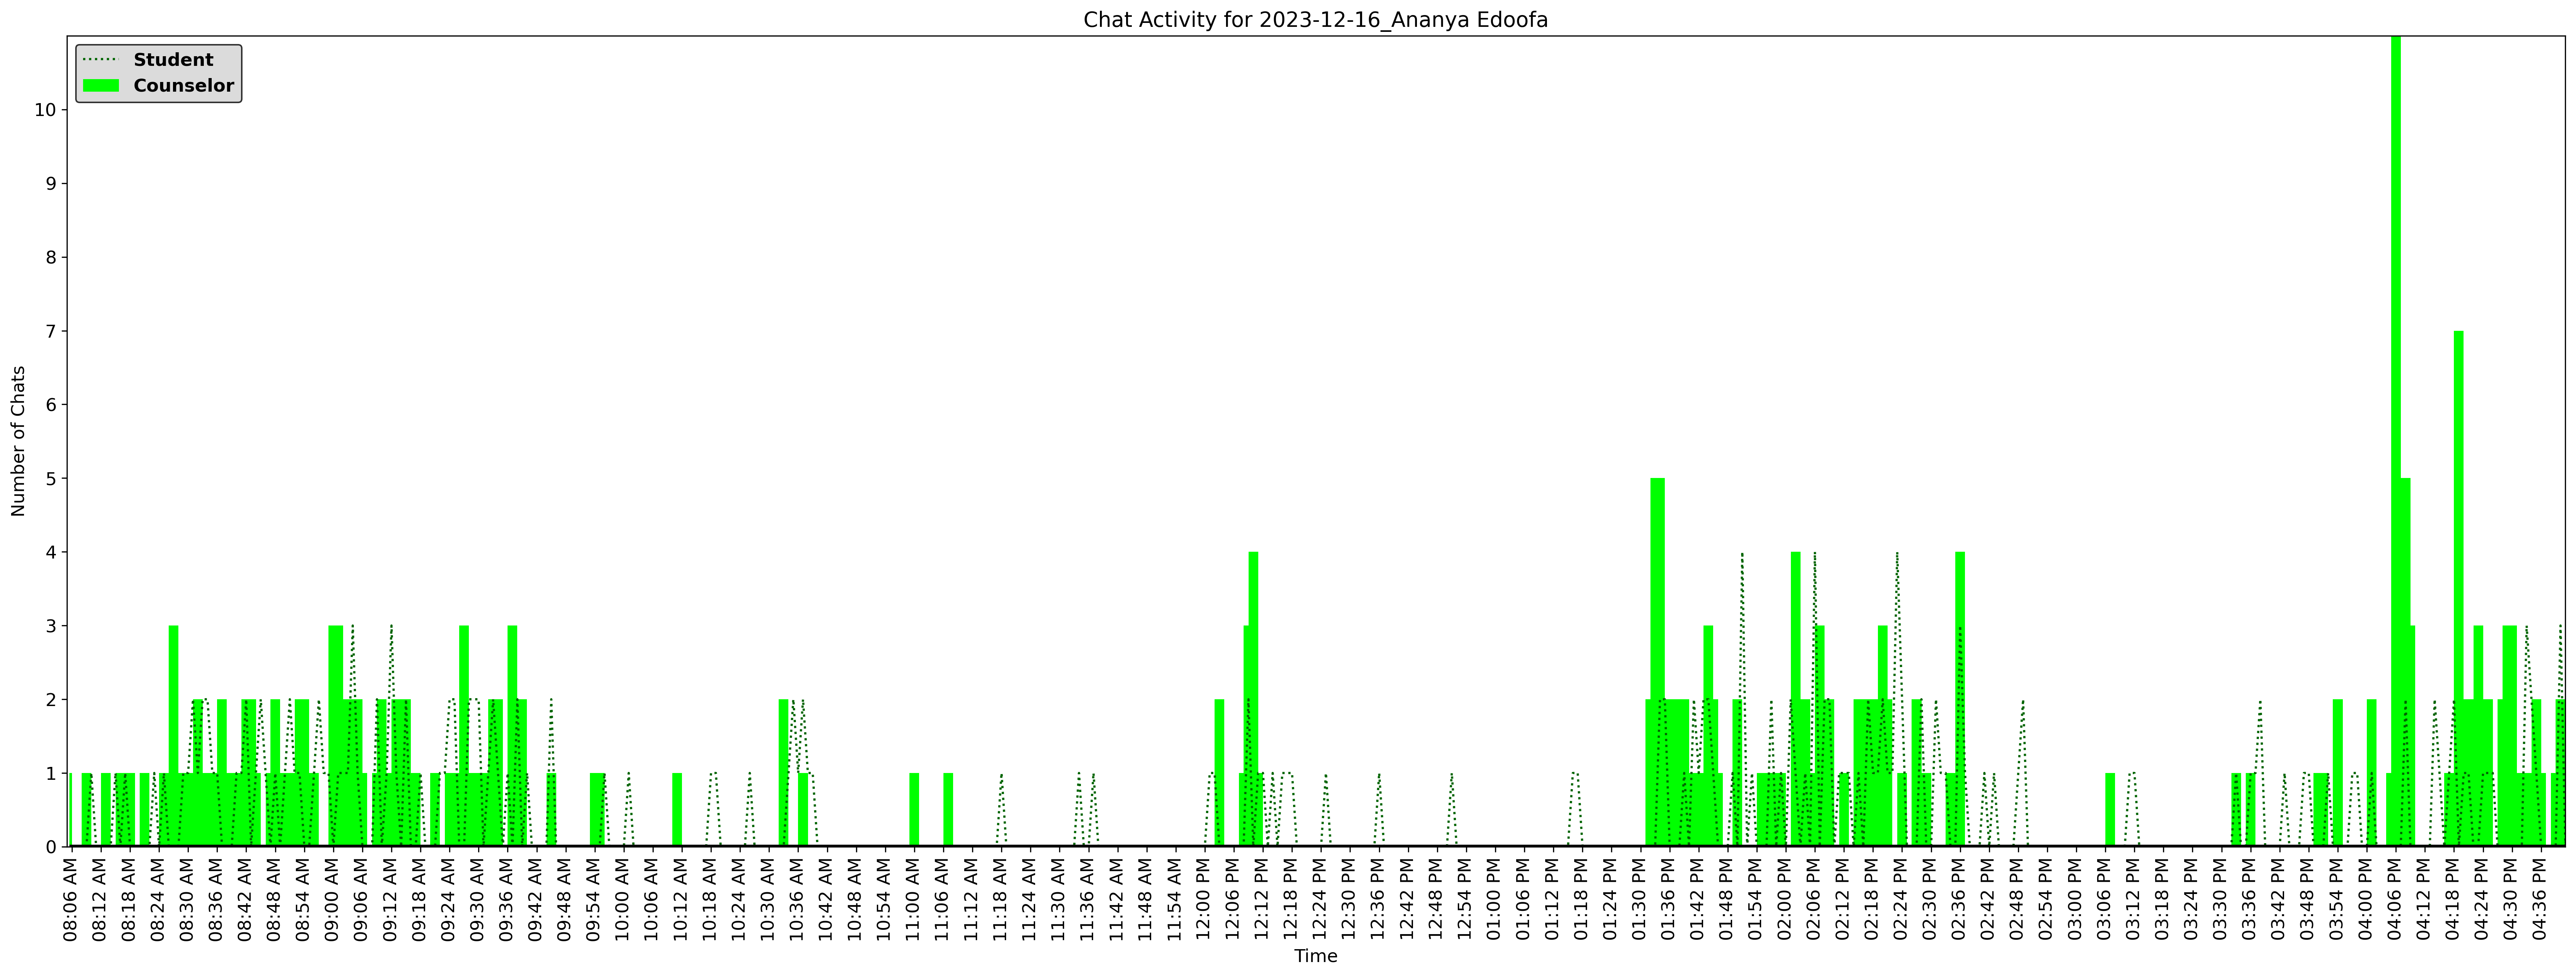 Chat Activity for 2023-12-16_Ananya Edoofa
Student
Counselor
10
9
8
7
6
5
4
3
2
1
0
Number of Chats
08:06 AM
08:12 AM
08:18 AM
08:24 AM
08:30 AM
08:36 AM
08:42 AM
08:48 AM
08:54 AM
09:00 AM
09:06 AM
09:12 AM
09:18 AM
09:24 AM
09:30 AM
09:36 AM
09:42 AM
09:48 AM
09:54 AM
10:00 AM
10:06 AM
10:12 AM
10:18 AM
10:24 AM
10:30 AM
10:36 AM
10:42 AM
10:48 AM
10:54 AM
11:00 AM
11:06 AM
11:12 AM
11:18 AM
11:24 AM
11:30 AM
11:36 AM
11:42 AM
11:48 AM
11:54 AM
12:00 PM
12:06 PM
12:12 PM
12:18 PM
12:24 PM
12:30 PM
12:36 PM
12:42 PM
12:48 PM
12:54 PM
01:00 PM
01:06 PM
01:12 PM
01:18 PM
01:24 PM
01:30 PM
01:36 PM
01:42 PM
01:48 PM
01:54 PM
02:00 PM
02:06 PM
02:12 PM
02:18 PM
02:24 PM
02:30 PM
02:36 PM
02:42 PM
02:48 PM
02:54 PM
03:00 PM
03:06 PM
03:12 PM
03:18 PM
03:24 PM
03:30 PM
03:36 PM
03:42 PM
03:48 PM
03:54 PM
04:00 PM
04:06 PM
04:12 PM
04:18 PM
04:24 PM
04:30 PM
04:36 PM
Time